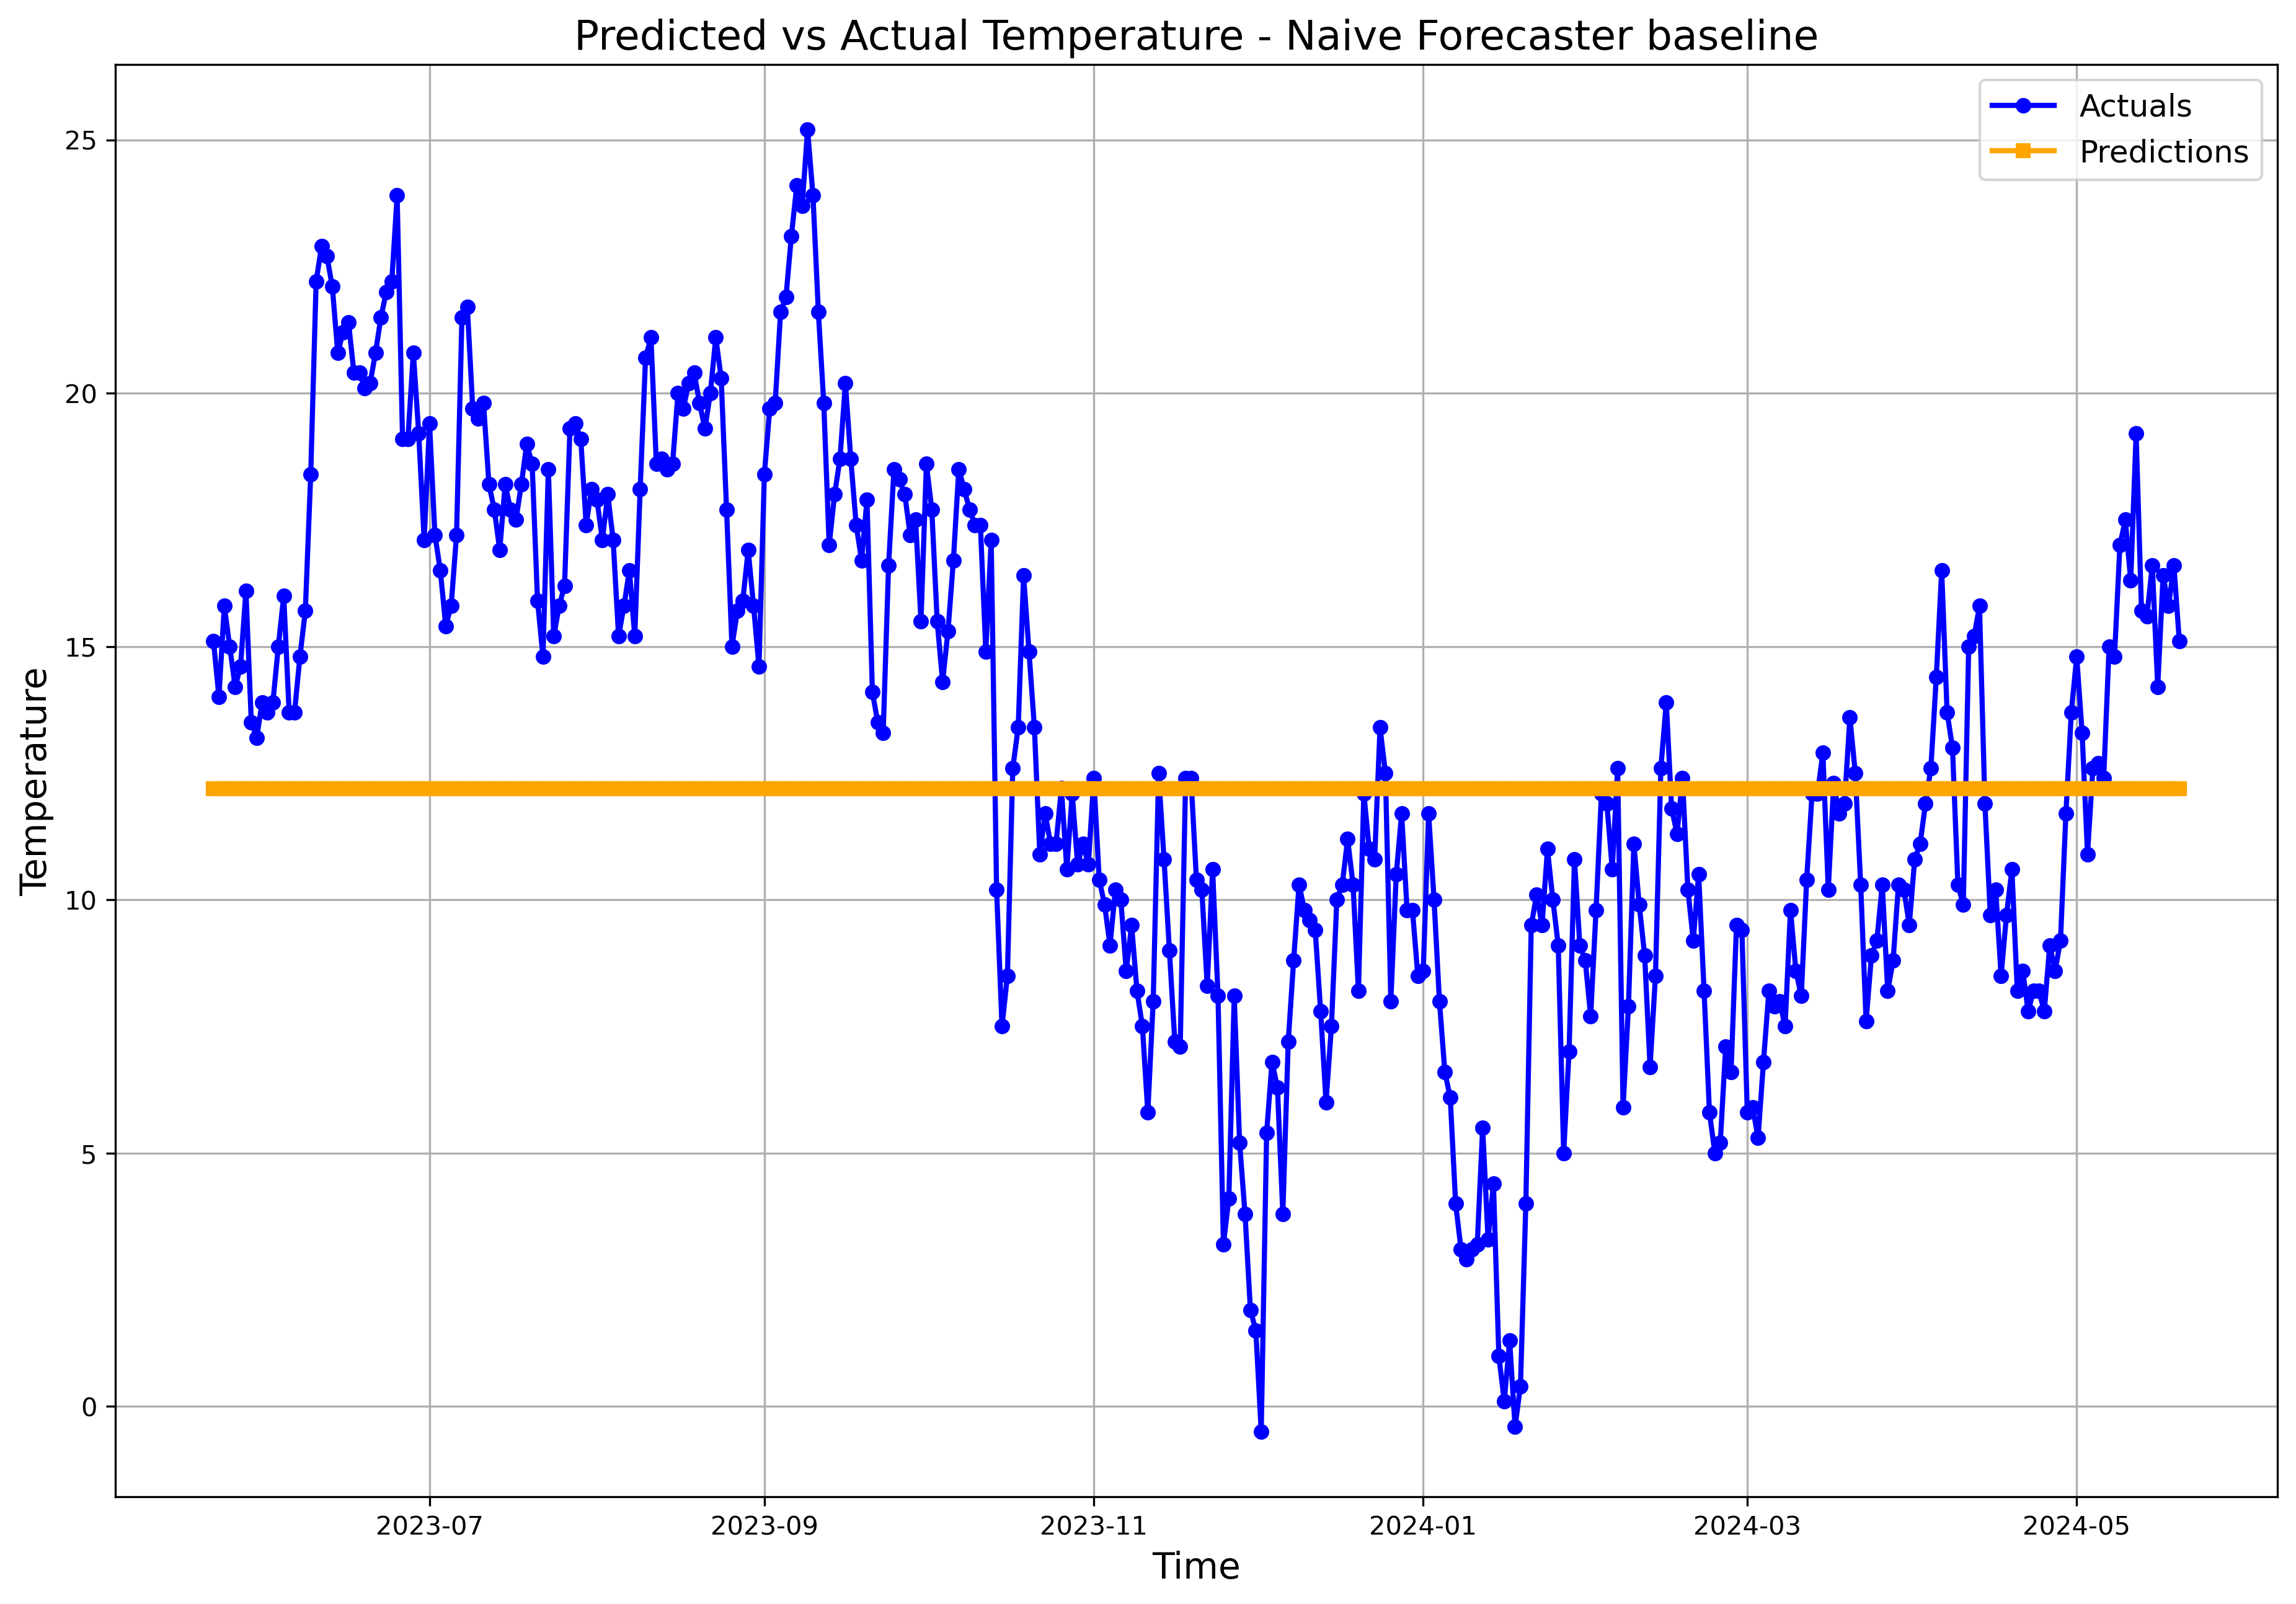 Predicted vs Actual Temperature - Naive Forecaster baseline
Actuals
Predictions
25
20
15
10
5
0
Temperature
2023-07
2023-09
2023-11
2024-01
2024-03
2024-05
Time